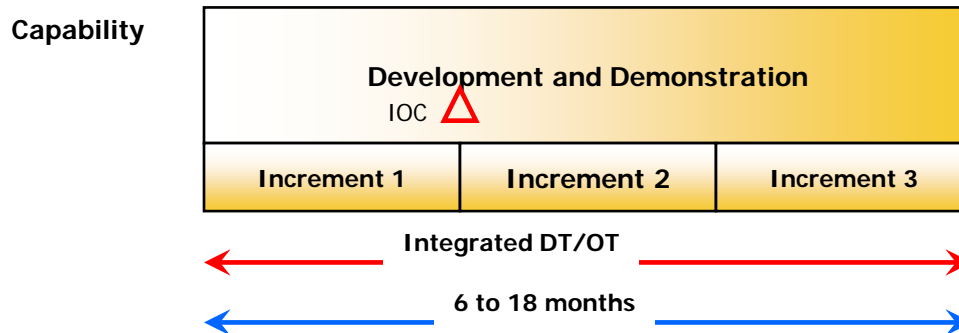 Capability
Development and Demonstration
IOC
Increment 1
Increment 2
Increment 3
Integrated DT/OT
6 to 18 months